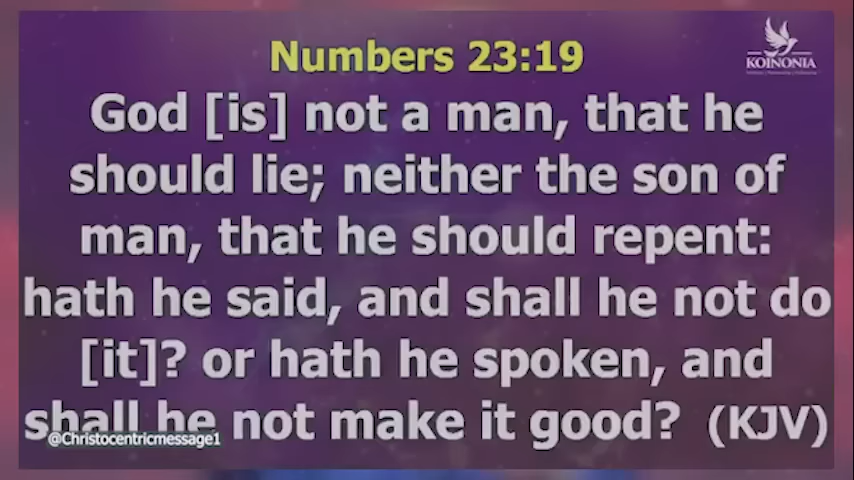 Numbers 23:19
KOINONIA
God [is] not a man, that he
should lie; neither the son of
man, that he should repent:
hath he said, and shall he not do
[it]? or hath he spoken, and
shall he not make it good? (KJV)
@Christocentricmessage1